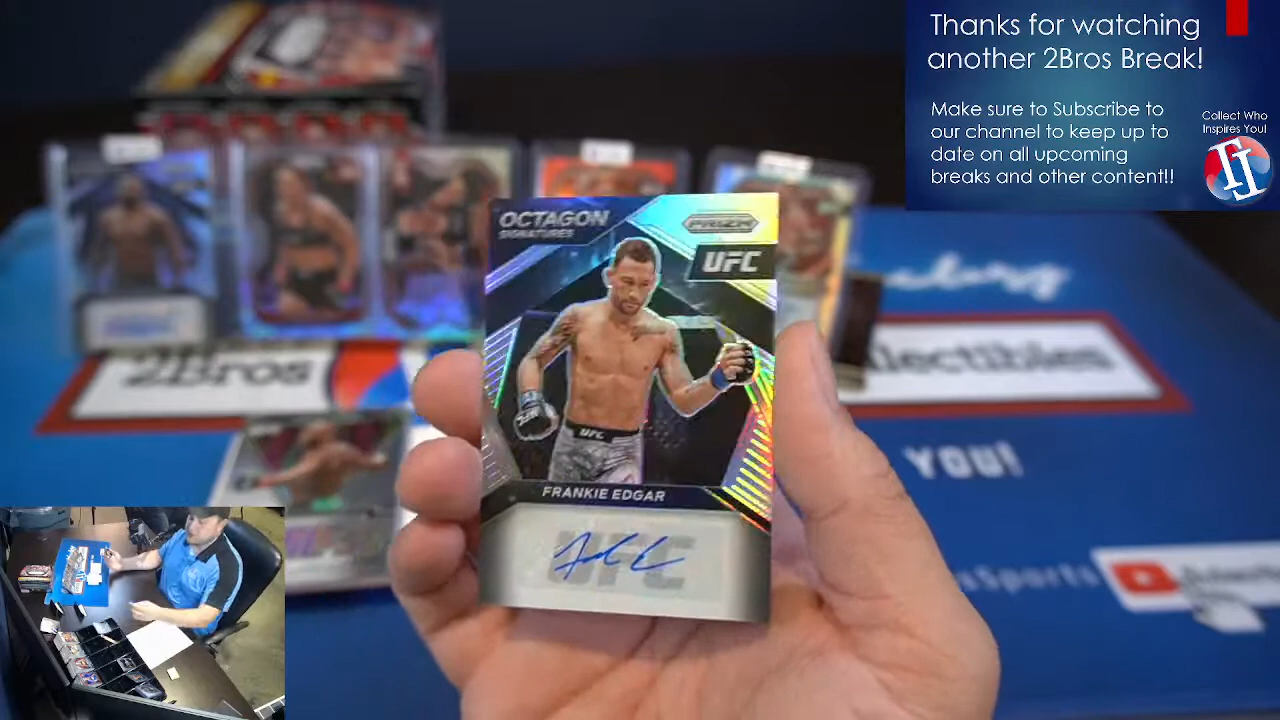 Thanks for watching
another 2Bros Break!
Make sure to Subscribe to
our channel to keep up to
date on all upcoming
breaks and other content!!
Collect Who
Inspires You!
OCTAGON
SIGNATURES
PRIZM
UFC
UFC
FRANKIE EDGAR
UFC
2Bros
lectibles
YOU!
sSports